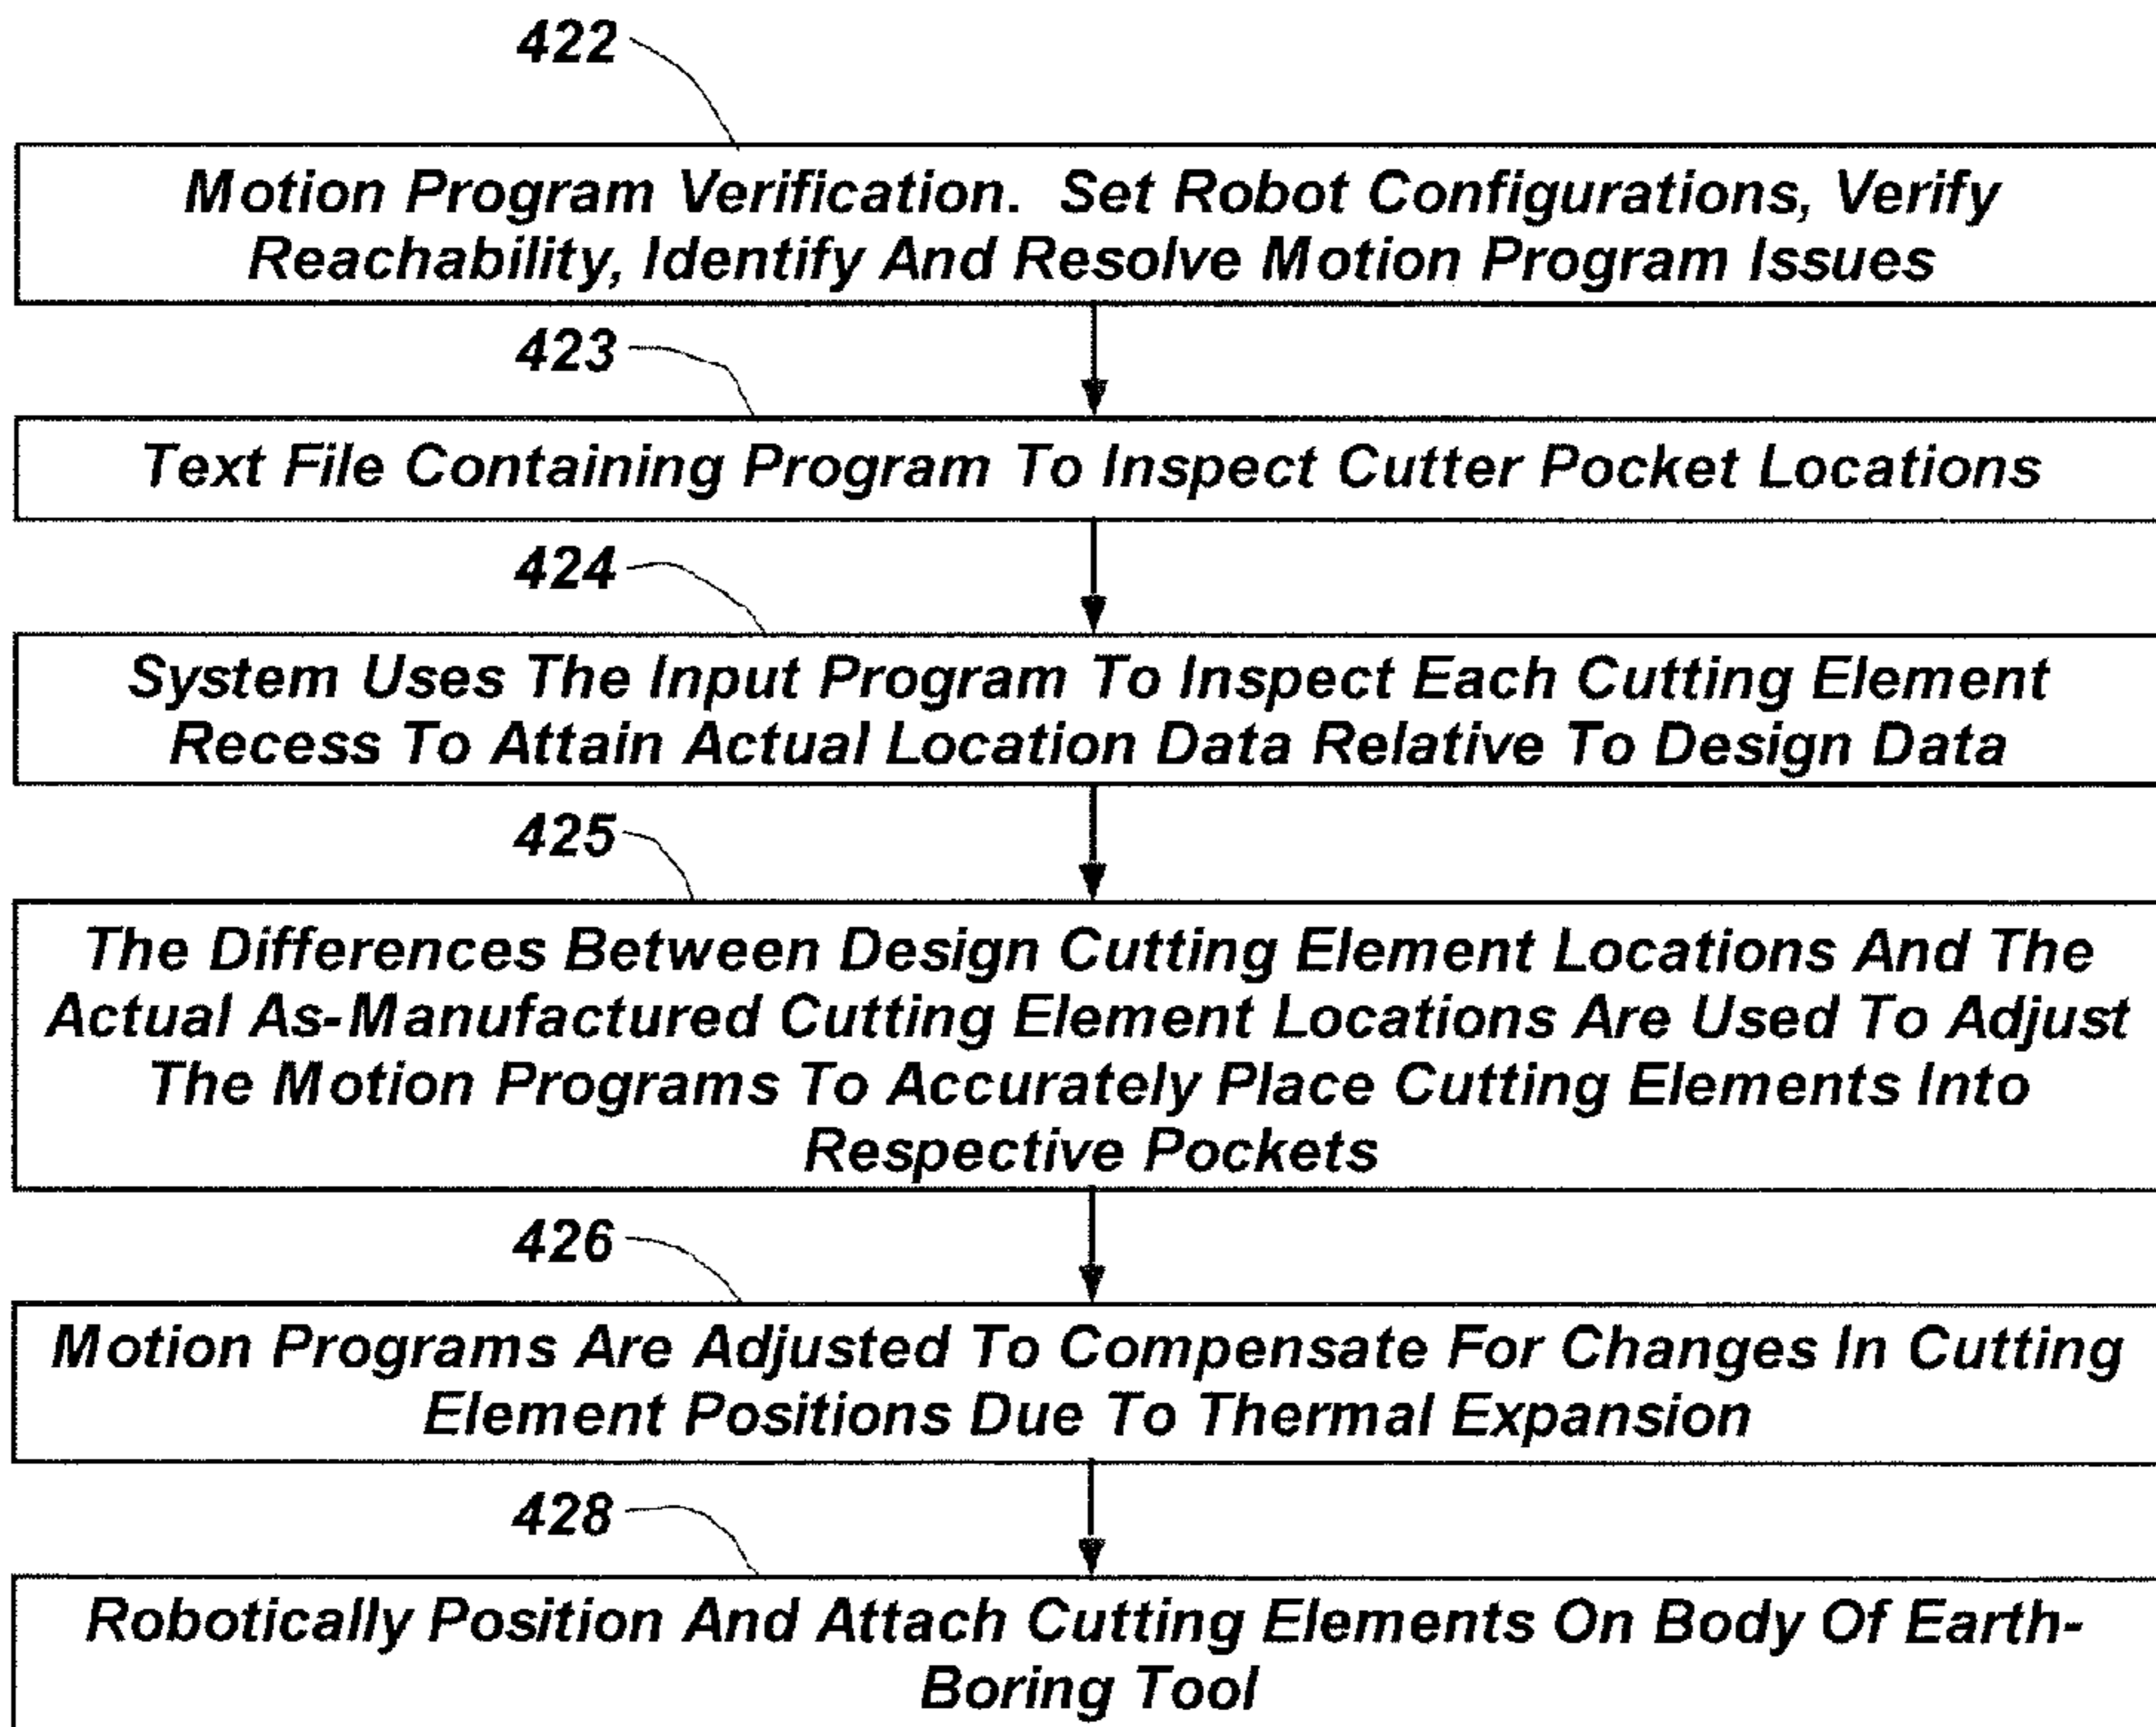 422
Motion Program Verification. Set Robot Configurations, Verify
Reachability, Identify And Resolve Motion Program Issues
423
Text File Containing Program To Inspect Cutter Pocket Locations
424
System Uses The Input Program To Inspect Each Cutting Element
Recess To Attain Actual Location Data Relative To Design Data
425
The Differences Between Design Cutting Element Locations And The
Actual As-Manufactured Cutting Element Locations Are Used To Adjust
The Motion Programs To Accurately Place Cutting Elements Into
Respective Pockets
426
Motion Programs Are Adjusted To Compensate For Changes In Cutting
Element Positions Due To Thermal Expansion
428
Robotically Position And Attach Cutting Elements On Body Of Earth-
Boring Tool